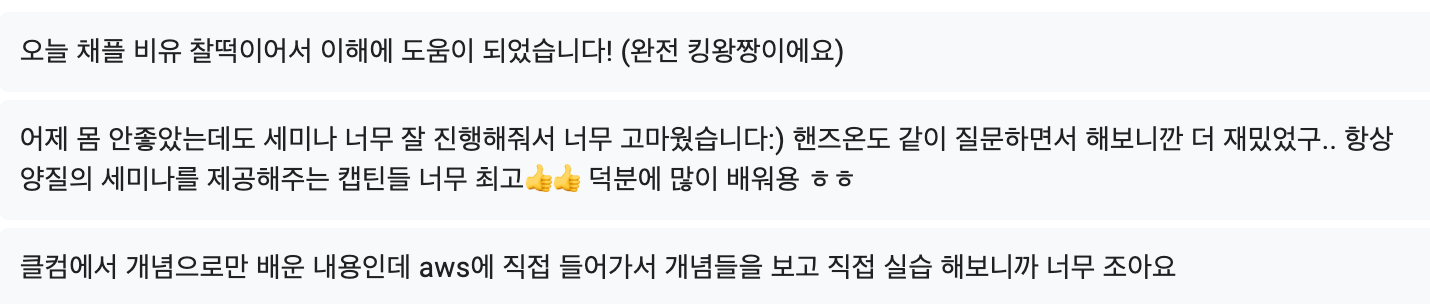 오늘 채플 비유 찰떡이어서 이해에 도움이 되었습니다! (완전 킹왕짱이에요)
어제 몸 안좋았는데도 세미나 너무 잘 진행해줘서 너무 고마웠습니다:) 핸즈온도 같이 질문하면서 해보니깐 더 재밌었구.. 항상
양질의 세미나를 제공해주는 캡틴들 너무 최고👍👍 덕분에 많이 배워용 ㅎㅎ
클컴에서 개념으로만 배운 내용인데 aws에 직접 들어가서 개념들을 보고 직접 실습 해보니까 너무 조아요